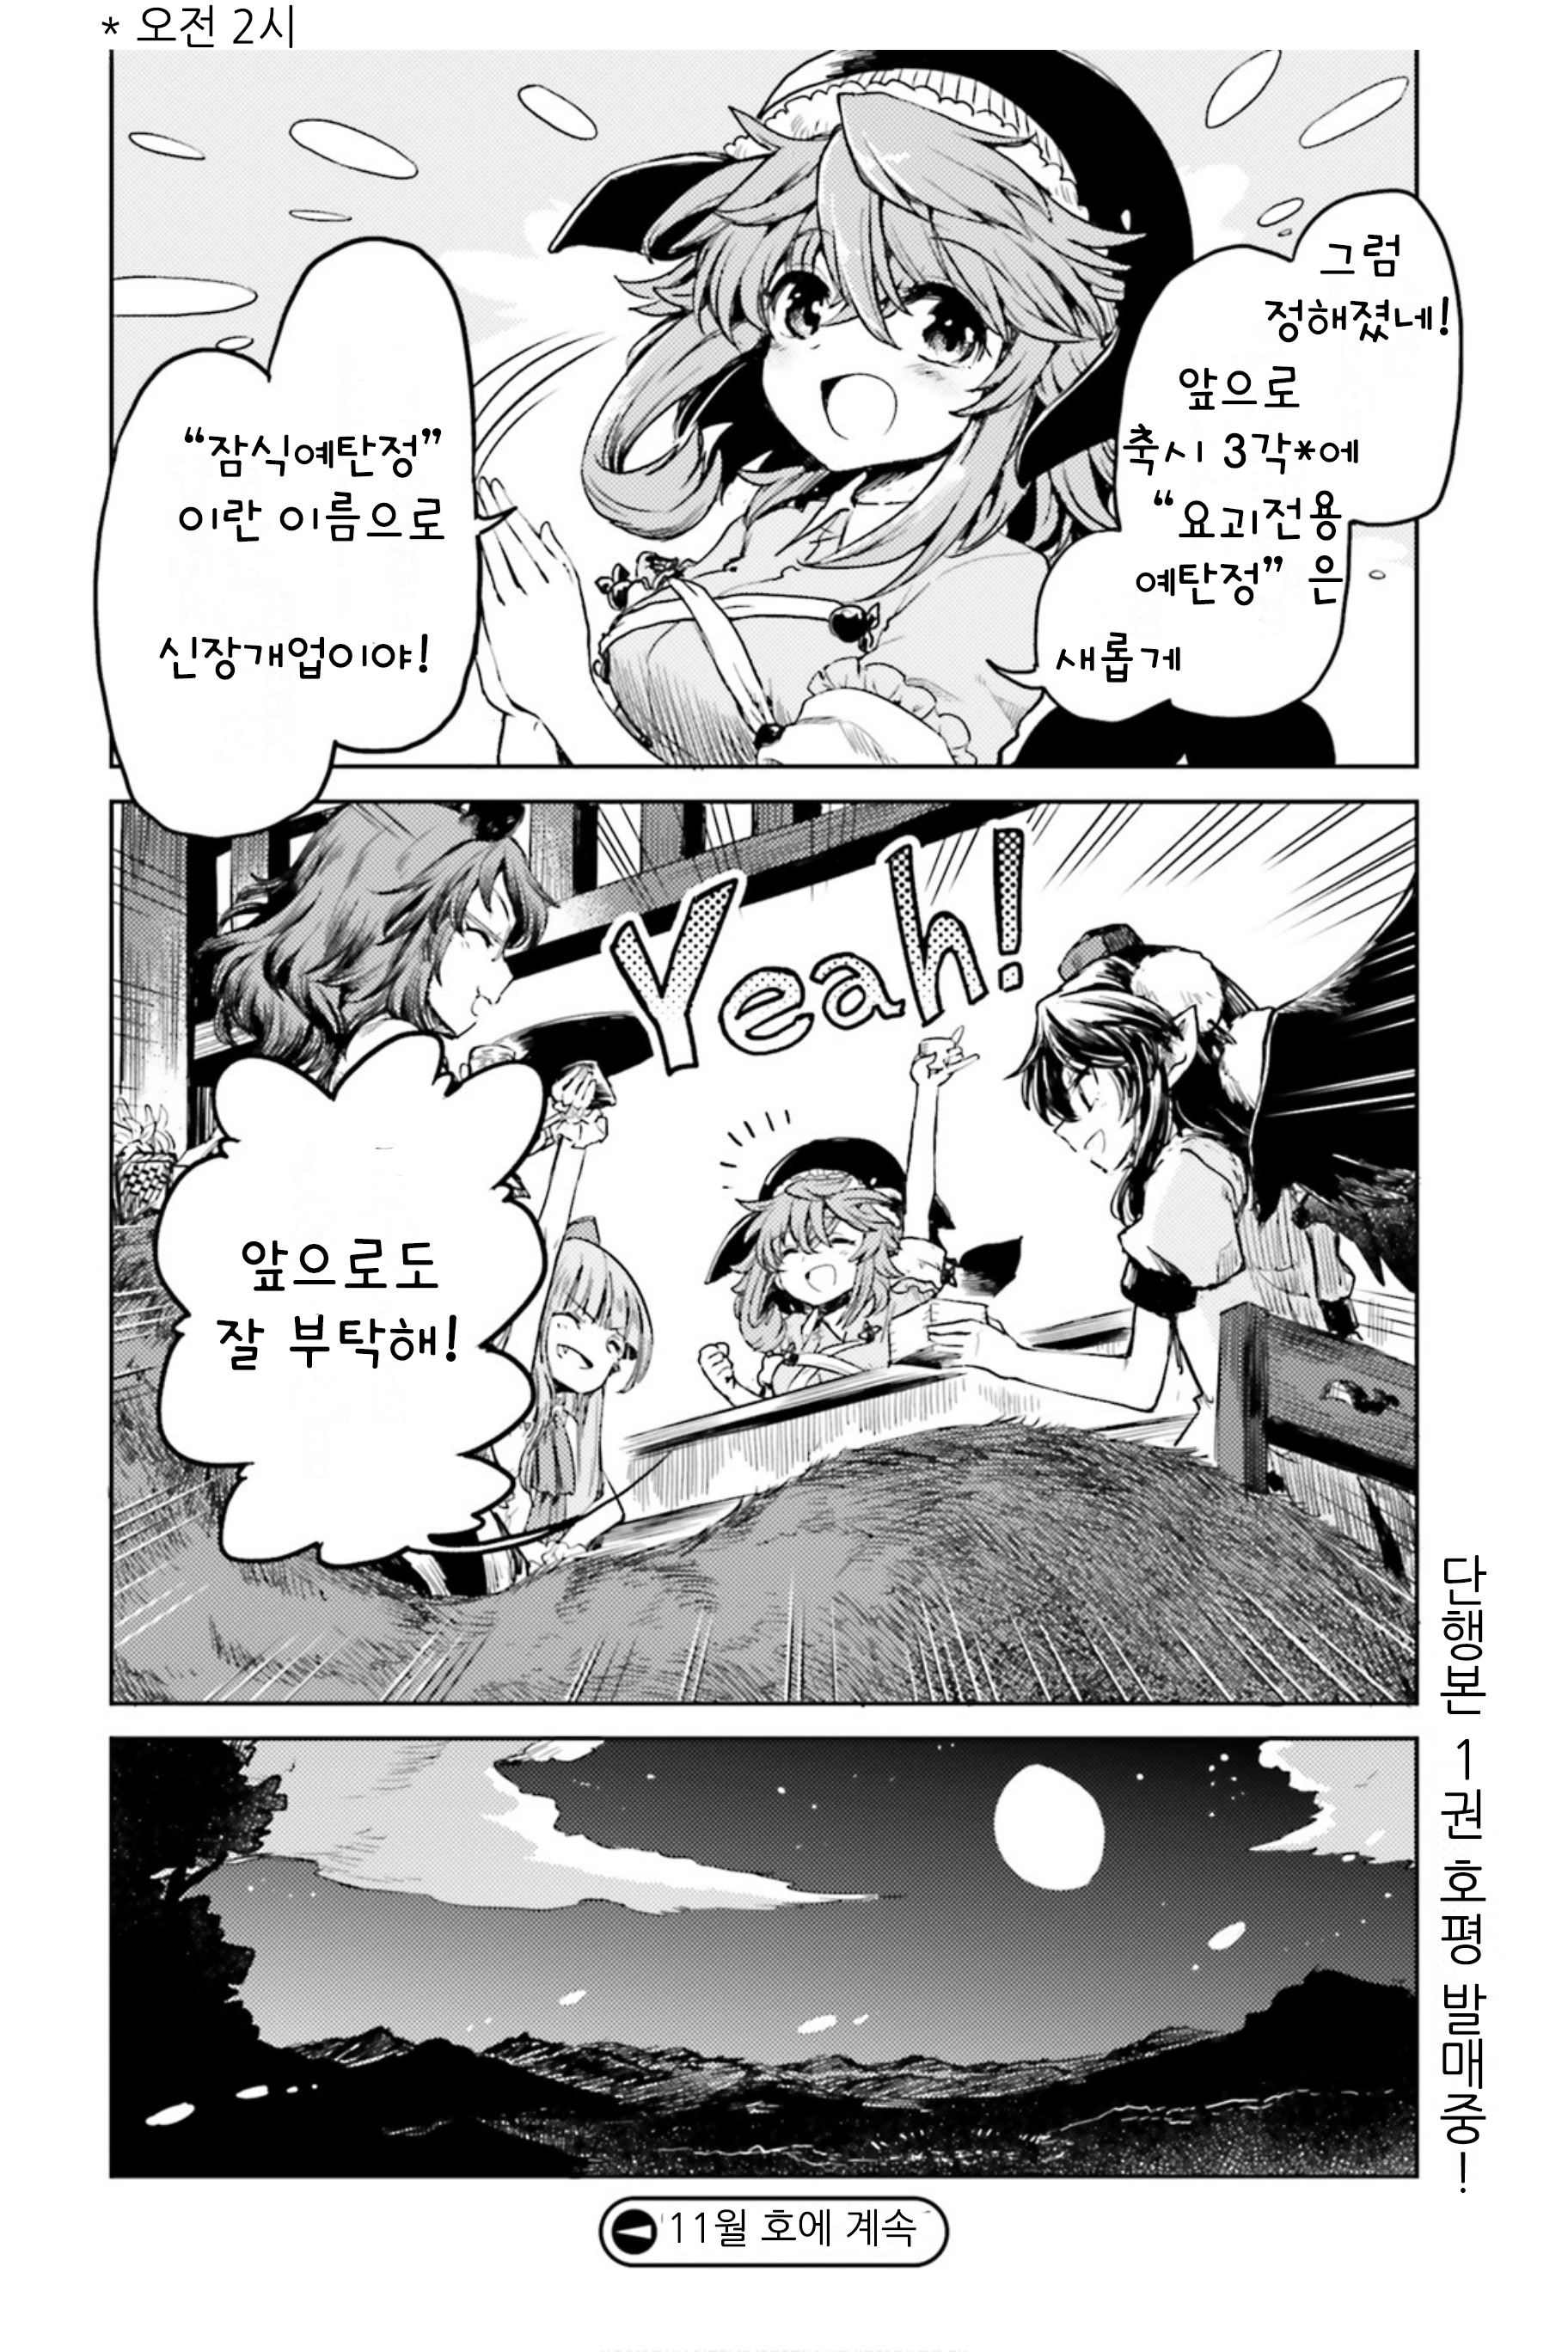 * 오전 2시
그럼
정해졌네!
앞으로
축시 3각*에
“요괴전용
예탄정” 은
새롭게
“잠식예탄정”
이란 이름으로
신장개업이야!
Yeah!
앞으로도
잘 부탁해!
단행본 1권 호평 발매중!
11월 호에 계속